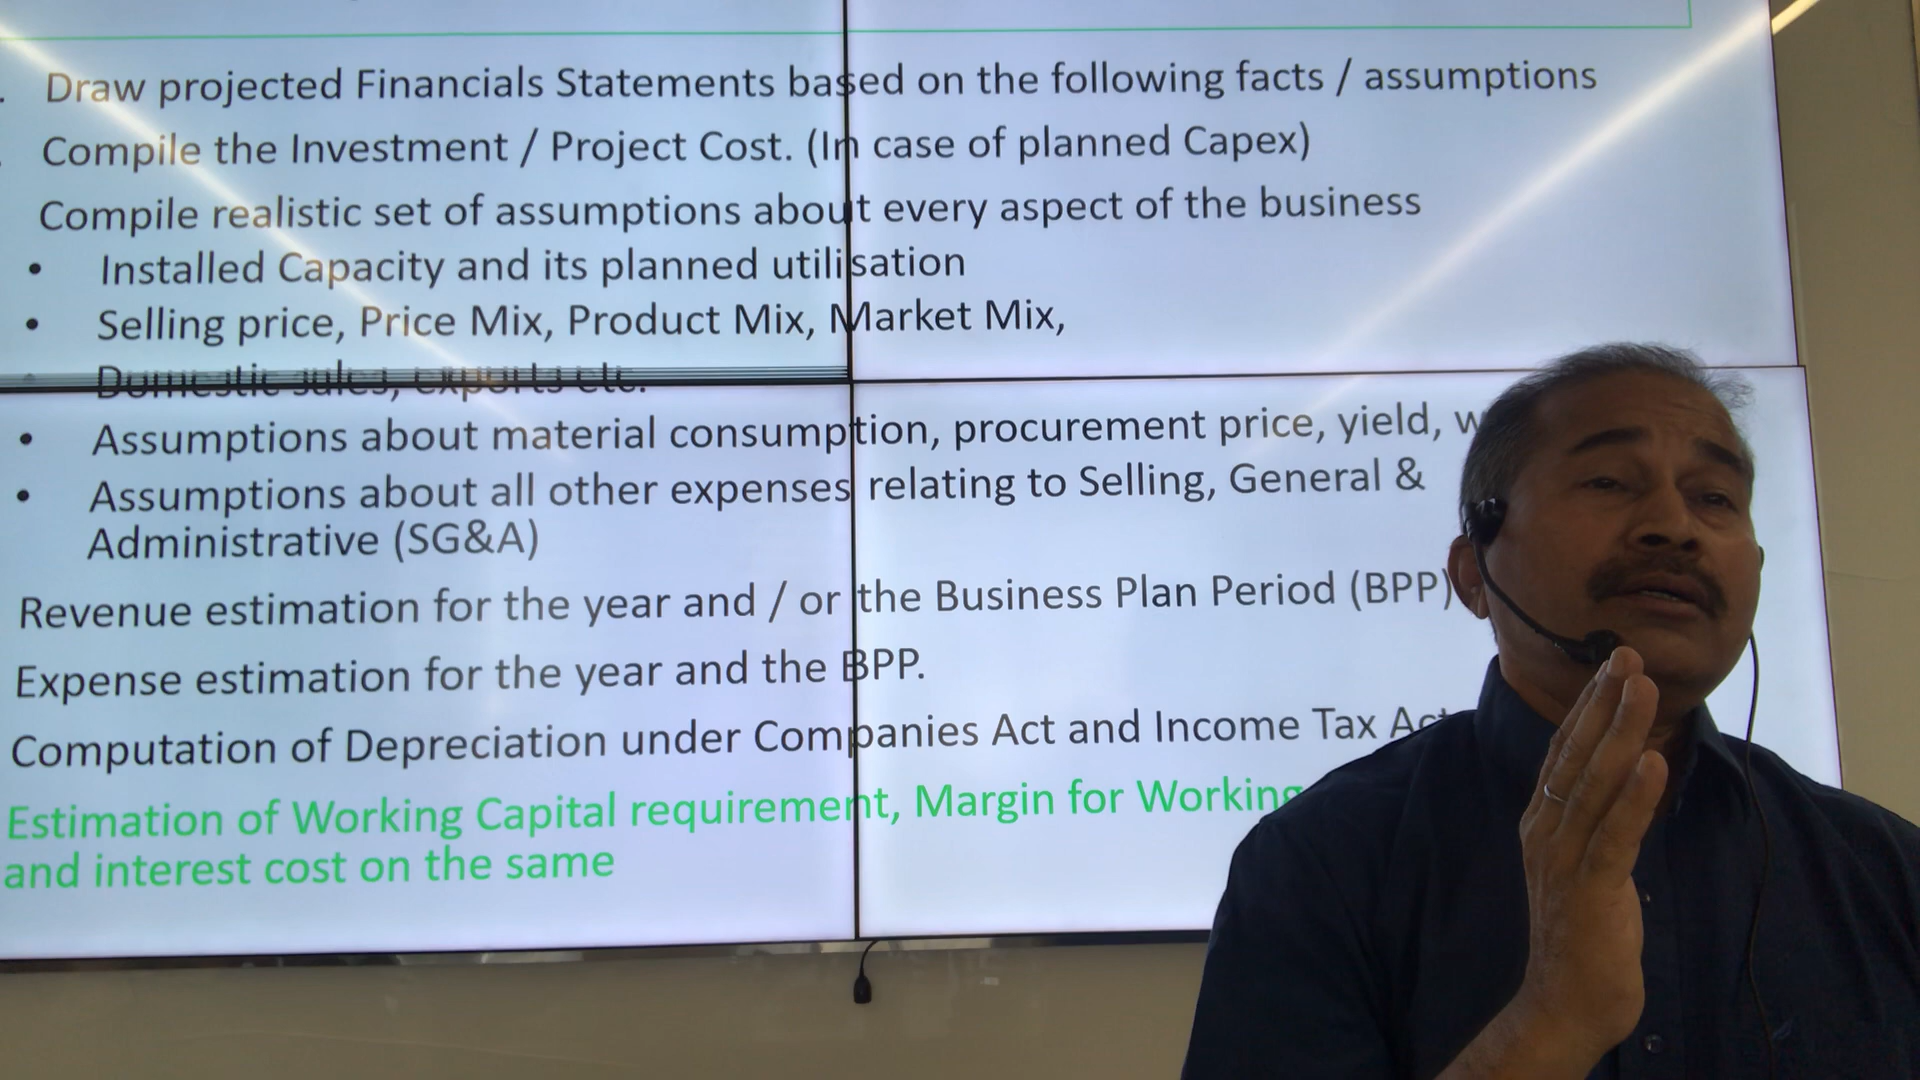 Draw projected Financials Statements based on the following facts / assumptions
Compile the Investment / Project Cost. (In case of planned Capex)
Compile realistic set of assumptions about every aspect of the business
• Installed Capacity and its planned utilisation
• Selling price, Price Mix, Product Mix, Market Mix,
• Domestic sales, exports etc.
• Assumptions about material consumption, procurement price, yield,
• Assumptions about all other expenses relating to Selling, General &
Administrative (SG&A)
Revenue estimation for the year and / or the Business Plan Period (BPP)
Expense estimation for the year and the BPP.
Computation of Depreciation under Companies Act and Income Tax Act
Estimation of Working Capital requirement, Margin for Working
and interest cost on the same